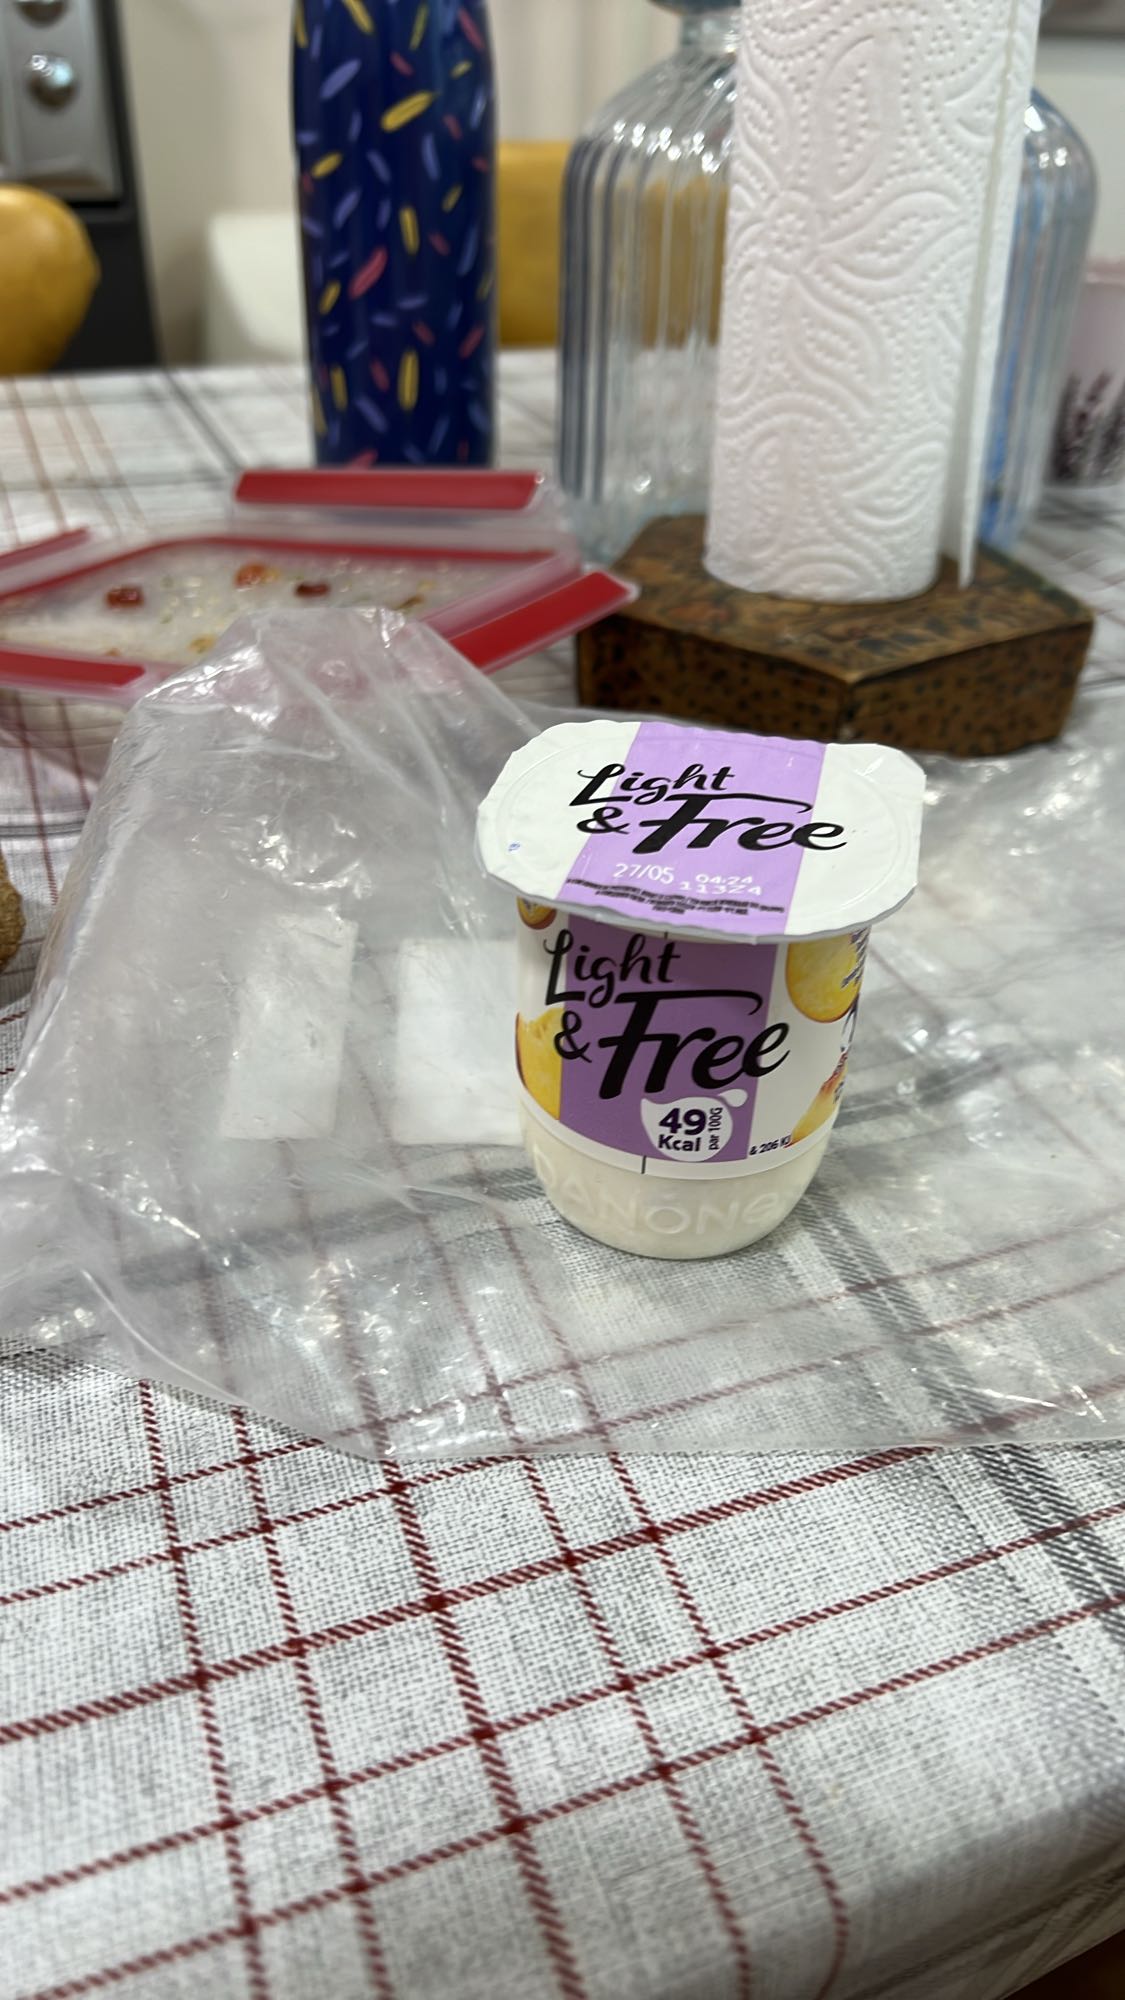 Light
& Free
27/05 04:24
11324
Light
& Free
49
Kcal
par 100G
& 206 KJ
DANONE